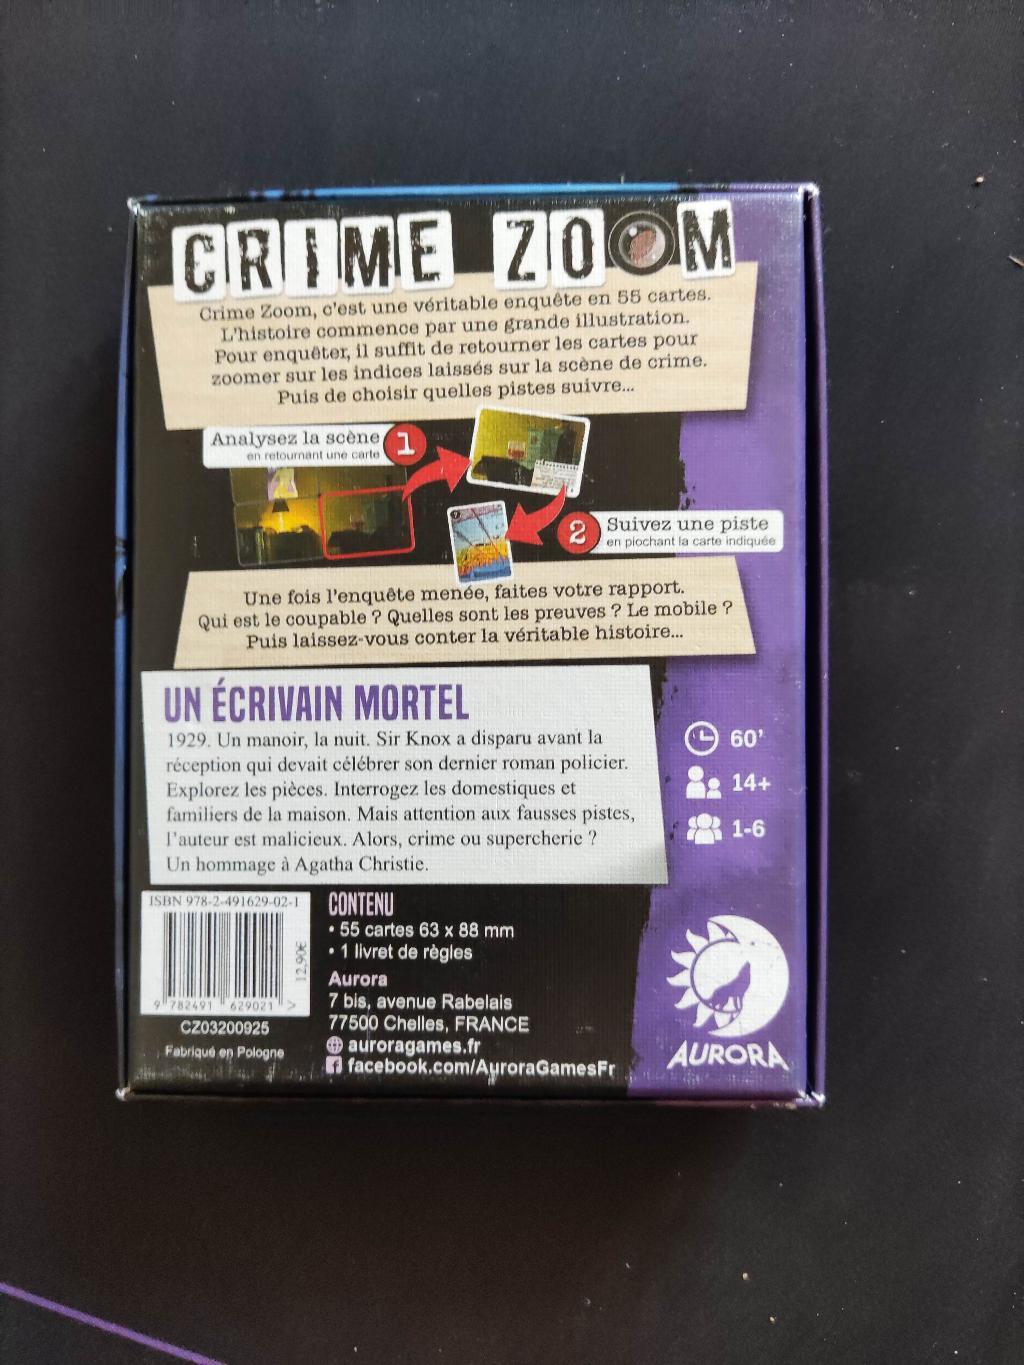 CRIME ZOOM
Crime Zoom, c'est une véritable enquête en 55 cartes.
L'histoire commence par une grande illustration.
Pour enquêter, il suffit de retourner les cartes pour
zoomer sur les indices laissés sur la scène de crime.
Puis de choisir quelles pistes suivre...
Analysez la scène 1
en retournant une carte
2 Suivez une piste
en piochant la carte indiquée
Une fois l'enquête menée, faites votre rapport.
Qui est le coupable ? Quelles sont les preuves ? Le mobile ?
Puis laissez-vous conter la véritable histoire...
UN ÉCRIVAIN MORTEL
1929. Un manoir, la nuit. Sir Knox a disparu avant la
réception qui devait célébrer son dernier roman policier.
Explorez les pièces. Interrogez les domestiques et
familiers de la maison. Mais attention aux fausses pistes,
l'auteur est malicieux. Alors, crime ou supercherie ?
Un hommage à Agatha Christie.
60'
14+
1-6
ISBN 978-2-491629-02-1
12,90€
9 782491 629021 >
CZ03200925
Fabriqué en Pologne
CONTENU
• 55 cartes 63 x 88 mm
• 1 livret de règles
Aurora
7 bis, avenue Rabelais
77500 Chelles, FRANCE
auroragames.fr
facebook.com/AuroraGamesFr
AURORA